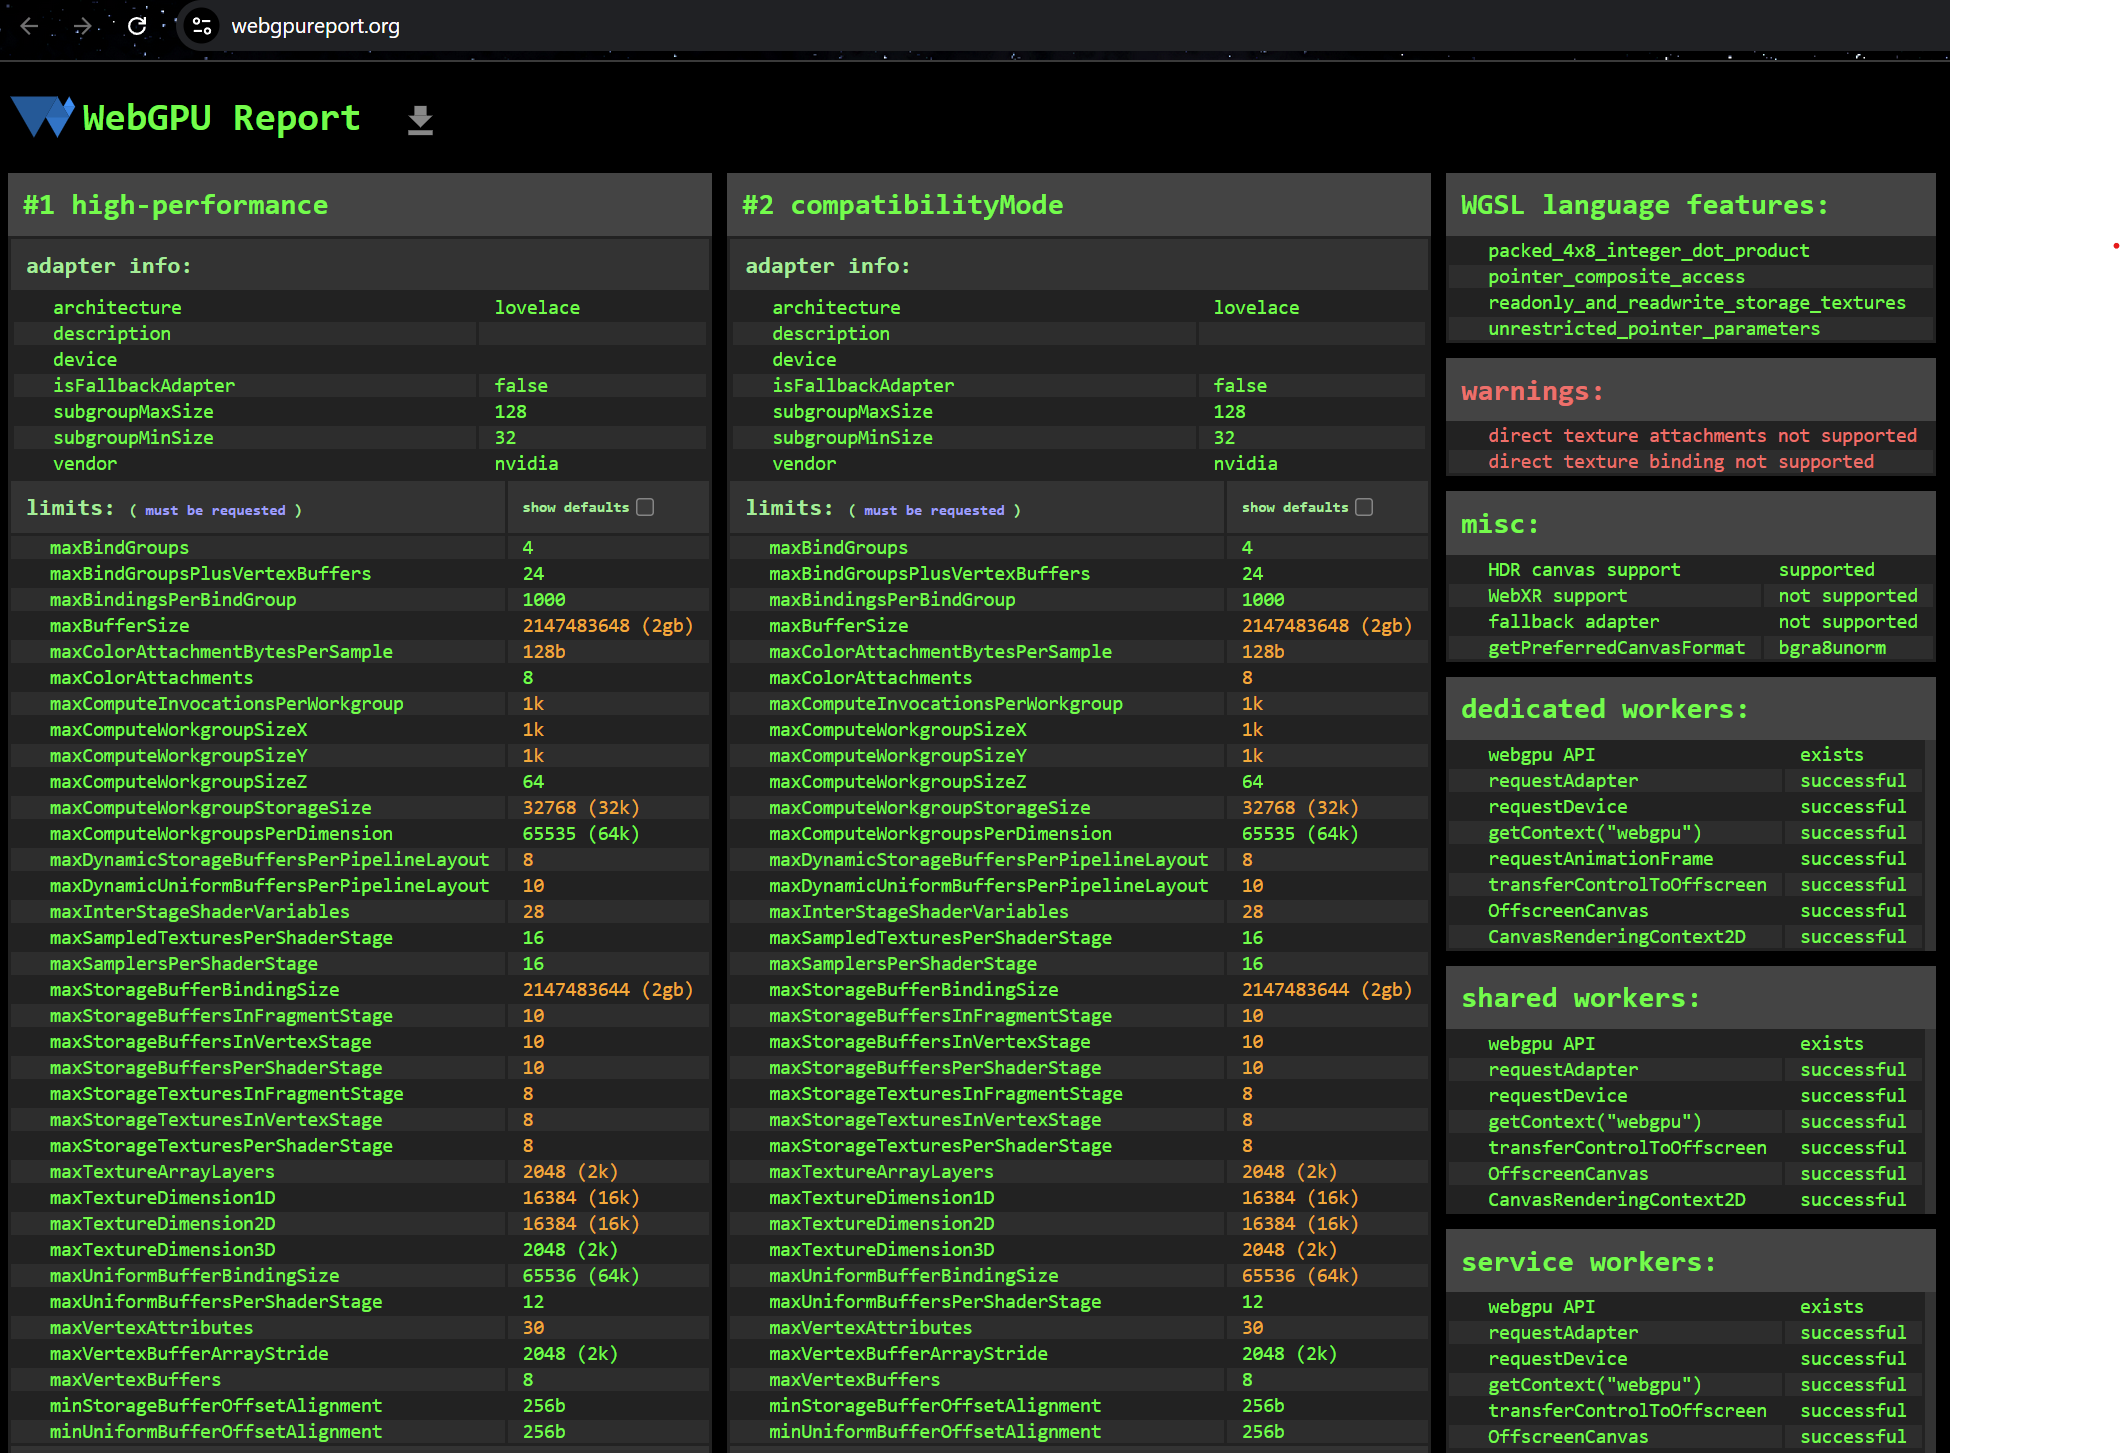 webgpureport.org
WebGPU Report
#1 high-performance
adapter info:
architecture lovelace
description
device
isFallbackAdapter false
subgroupMaxSize 128
subgroupMinSize 32
vendor nvidia
limits: ( must be requested ) show defaults
maxBindGroups 4
maxBindGroupsPlusVertexBuffers 24
maxBindingsPerBindGroup 1000
maxBufferSize 2147483648 (2gb)
maxColorAttachmentBytesPerSample 128b
maxColorAttachments 8
maxComputeInvocationsPerWorkgroup 1k
maxComputeWorkgroupSizeX 1k
maxComputeWorkgroupSizeY 1k
maxComputeWorkgroupSizeZ 64
maxComputeWorkgroupStorageSize 32768 (32k)
maxComputeWorkgroupsPerDimension 65535 (64k)
maxDynamicStorageBuffersPerPipelineLayout 8
maxDynamicUniformBuffersPerPipelineLayout 10
maxInterStageShaderVariables 28
maxSampledTexturesPerShaderStage 16
maxSamplersPerShaderStage 16
maxStorageBufferBindingSize 2147483644 (2gb)
maxStorageBuffersInFragmentStage 10
maxStorageBuffersInVertexStage 10
maxStorageBuffersPerShaderStage 10
maxStorageTexturesInFragmentStage 8
maxStorageTexturesInVertexStage 8
maxStorageTexturesPerShaderStage 8
maxTextureArrayLayers 2048 (2k)
maxTextureDimension1D 16384 (16k)
maxTextureDimension2D 16384 (16k)
maxTextureDimension3D 2048 (2k)
maxUniformBufferBindingSize 65536 (64k)
maxUniformBuffersPerShaderStage 12
maxVertexAttributes 30
maxVertexBufferArrayStride 2048 (2k)
maxVertexBuffers 8
minStorageBufferOffsetAlignment 256b
minUniformBufferOffsetAlignment 256b
#2 compatibilityMode
adapter info:
architecture lovelace
description
device
isFallbackAdapter false
subgroupMaxSize 128
subgroupMinSize 32
vendor nvidia
limits: ( must be requested ) show defaults
maxBindGroups 4
maxBindGroupsPlusVertexBuffers 24
maxBindingsPerBindGroup 1000
maxBufferSize 2147483648 (2gb)
maxColorAttachmentBytesPerSample 128b
maxColorAttachments 8
maxComputeInvocationsPerWorkgroup 1k
maxComputeWorkgroupSizeX 1k
maxComputeWorkgroupSizeY 1k
maxComputeWorkgroupSizeZ 64
maxComputeWorkgroupStorageSize 32768 (32k)
maxComputeWorkgroupsPerDimension 65535 (64k)
maxDynamicStorageBuffersPerPipelineLayout 8
maxDynamicUniformBuffersPerPipelineLayout 10
maxInterStageShaderVariables 28
maxSampledTexturesPerShaderStage 16
maxSamplersPerShaderStage 16
maxStorageBufferBindingSize 2147483644 (2gb)
maxStorageBuffersInFragmentStage 10
maxStorageBuffersInVertexStage 10
maxStorageBuffersPerShaderStage 10
maxStorageTexturesInFragmentStage 8
maxStorageTexturesInVertexStage 8
maxStorageTexturesPerShaderStage 8
maxTextureArrayLayers 2048 (2k)
maxTextureDimension1D 16384 (16k)
maxTextureDimension2D 16384 (16k)
maxTextureDimension3D 2048 (2k)
maxUniformBufferBindingSize 65536 (64k)
maxUniformBuffersPerShaderStage 12
maxVertexAttributes 30
maxVertexBufferArrayStride 2048 (2k)
maxVertexBuffers 8
minStorageBufferOffsetAlignment 256b
minUniformBufferOffsetAlignment 256b
WGSL language features:
packed_4x8_integer_dot_product
pointer_composite_access
readonly_and_readwrite_storage_textures
unrestricted_pointer_parameters
warnings:
direct texture attachments not supported
direct texture binding not supported
misc:
HDR canvas support supported
WebXR support not supported
fallback adapter not supported
getPreferredCanvasFormat bgra8unorm
dedicated workers:
webgpu API exists
requestAdapter successful
requestDevice successful
getContext("webgpu") successful
requestAnimationFrame successful
transferControlToOffscreen successful
OffscreenCanvas successful
CanvasRenderingContext2D successful
shared workers:
webgpu API exists
requestAdapter successful
requestDevice successful
getContext("webgpu") successful
transferControlToOffscreen successful
OffscreenCanvas successful
CanvasRenderingContext2D successful
service workers:
webgpu API exists
requestAdapter successful
requestDevice successful
getContext("webgpu") successful
transferControlToOffscreen successful
OffscreenCanvas successful